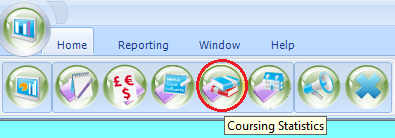 Home Reporting Window Help
£ € $
Coursing Statistics